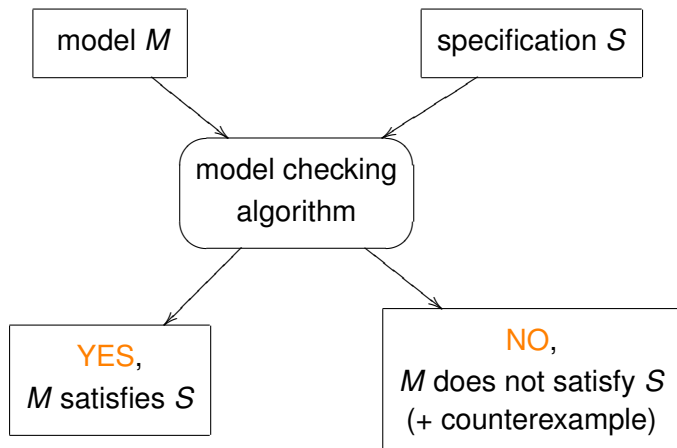 model M
specification S
model checking
algorithm
YES,
M satisfies S
NO,
M does not satisfy S
(+ counterexample)